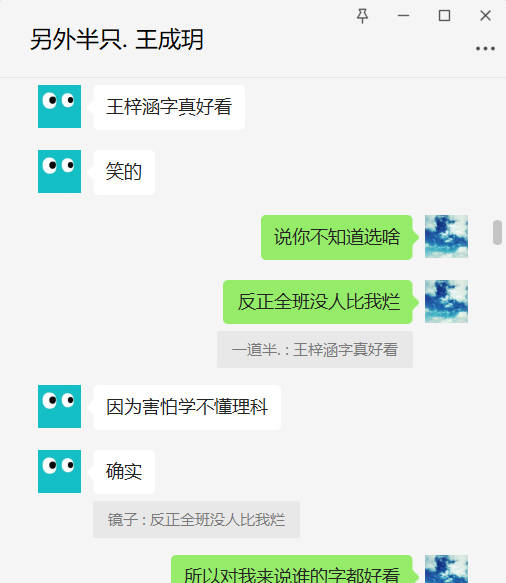 另外半只. 王成玥
王梓涵字真好看
笑的
说你不知道选啥
反正全班没人比我烂
一道半. : 王梓涵字真好看
因为害怕学不懂理科
确实
镜子 : 反正全班没人比我烂
所以对我来说谁的字都好看